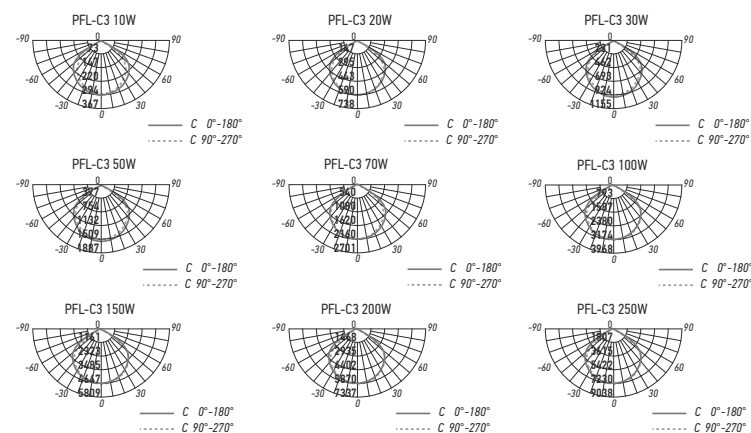 PFL-C3 10W
0
-90 90
73
147
-60 220 60
294
-30 367 30
0
C 0°-180°
C 90°-270°
PFL-C3 20W
0
-90 90
147
295
-60 443 60
590
-30 738 30
0
C 0°-180°
C 90°-270°
PFL-C3 30W
0
-90 90
231
462
-60 693 60
924
-30 1155 30
0
C 0°-180°
C 90°-270°
PFL-C3 50W
0
-90 90
377
754
-60 1132 60
1509
-30 1887 30
0
C 0°-180°
C 90°-270°
PFL-C3 70W
0
-90 90
540
1080
-60 1620 60
2160
-30 2701 30
0
C 0°-180°
C 90°-270°
PFL-C3 100W
0
-90 90
793
1587
-60 2380 60
3174
-30 3968 30
0
C 0°-180°
C 90°-270°
PFL-C3 150W
0
-90 90
1161
2323
-60 3485 60
4647
-30 5809 30
0
C 0°-180°
C 90°-270°
PFL-C3 200W
0
-90 90
1468
2935
-60 4402 60
5870
-30 7337 30
0
C 0°-180°
C 90°-270°
PFL-C3 250W
0
-90 90
1807
3615
-60 5422 60
7230
-30 9038 30
0
C 0°-180°
C 90°-270°